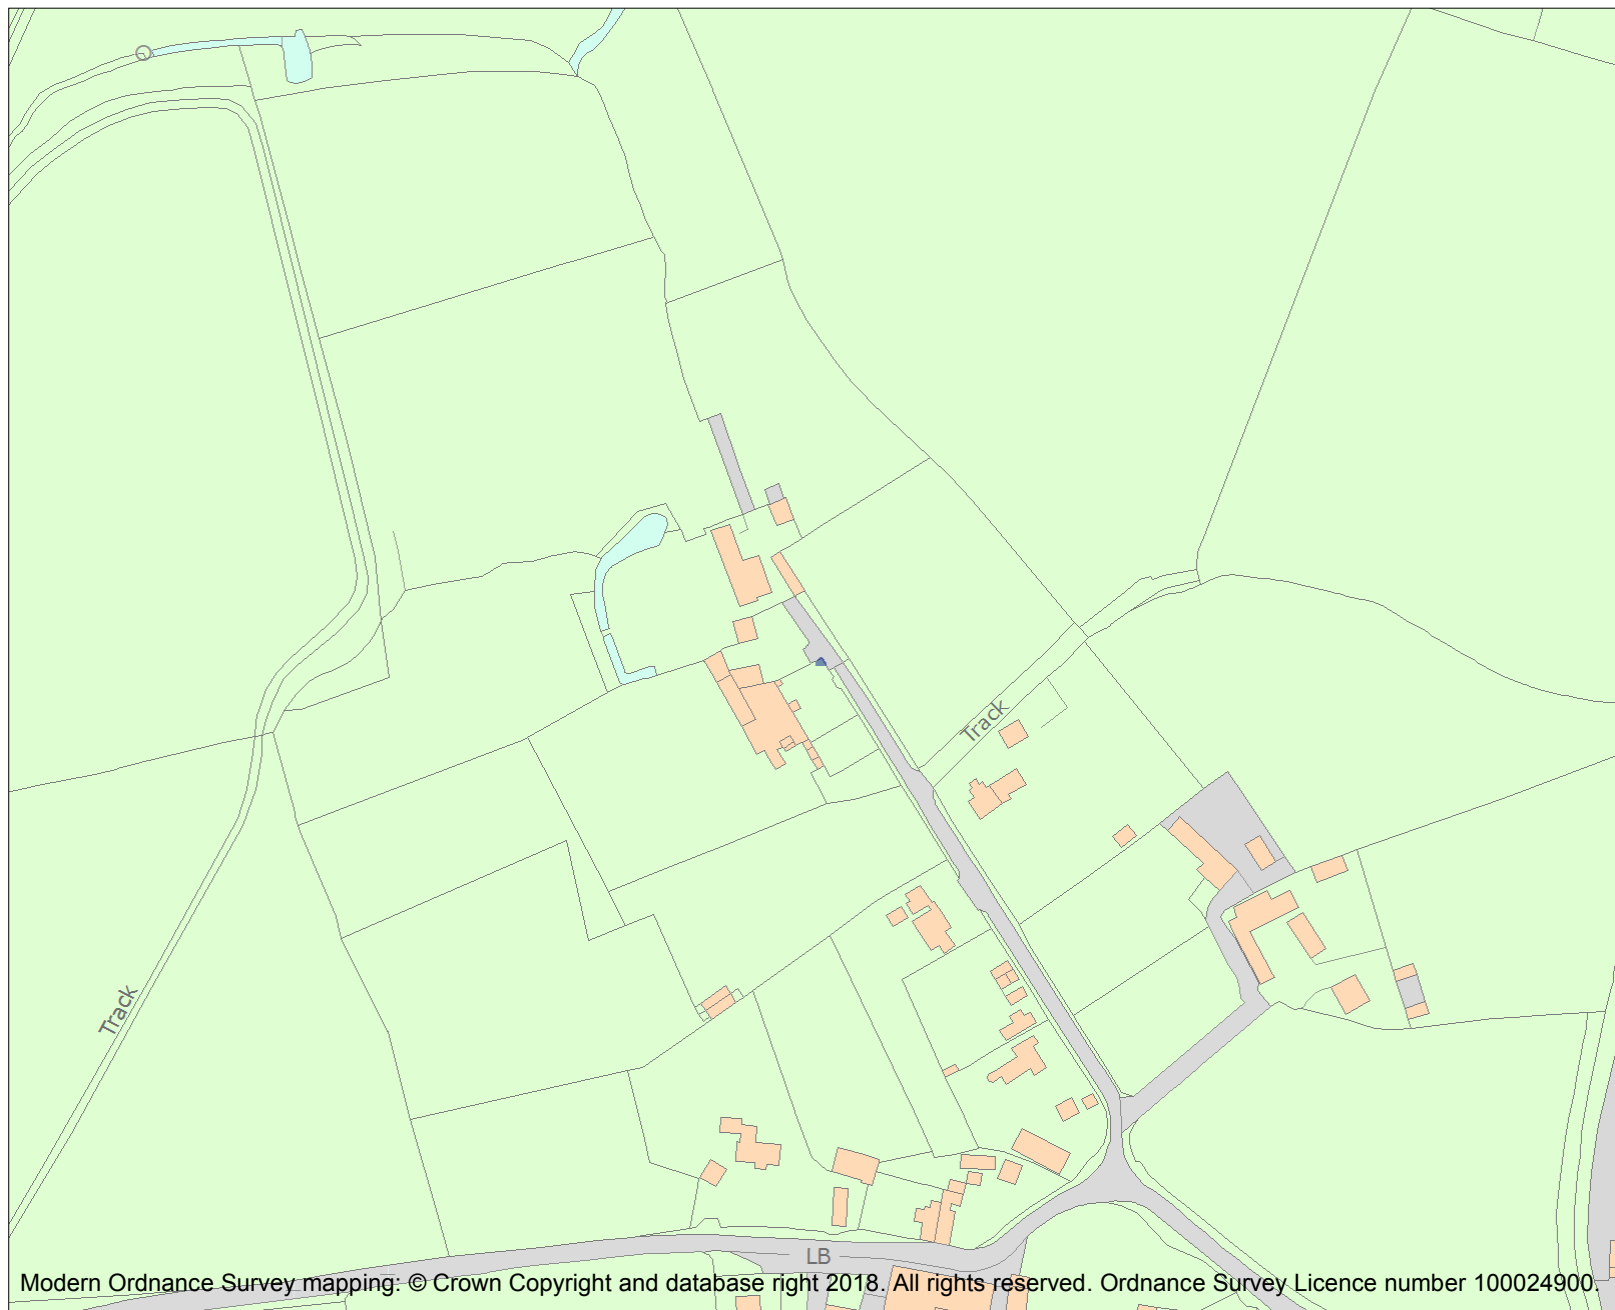 Track
Track
LB
Modern Ordnance Survey mapping: © Crown Copyright and database right 2018. All rights reserved. Ordnance Survey Licence number 100024900.